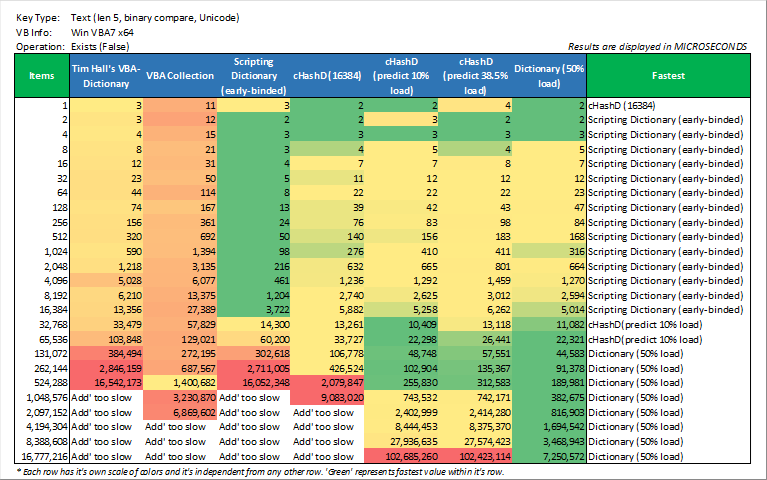 Key Type: Text (len 5, binary compare, Unicode)
VB Info: Win VBA7 x64
Operation: Exists (False)
Results are displayed in MICROSECONDS
Items | Tim Hall's VBA-Dictionary | VBA Collection | Scripting Dictionary (early-binded) | cHashD (16384) | cHashD (predict 10% load) | cHashD (predict 38.5% load) | Dictionary (50% load) | Fastest
1 3 11 3 2 2 4 2 cHashD (16384)
2 3 12 2 2 3 2 2 Scripting Dictionary (early-binded)
4 4 15 3 3 3 3 3 Scripting Dictionary (early-binded)
8 8 21 3 4 5 4 5 Scripting Dictionary (early-binded)
16 12 31 4 7 7 8 7 Scripting Dictionary (early-binded)
32 23 50 5 11 12 12 12 Scripting Dictionary (early-binded)
64 44 114 8 22 22 22 23 Scripting Dictionary (early-binded)
128 74 167 13 39 42 43 47 Scripting Dictionary (early-binded)
256 156 361 24 76 83 98 84 Scripting Dictionary (early-binded)
512 320 692 50 140 156 183 168 Scripting Dictionary (early-binded)
1,024 590 1,394 98 276 410 411 316 Scripting Dictionary (early-binded)
2,048 1,218 3,135 216 632 665 801 664 Scripting Dictionary (early-binded)
4,096 5,028 6,077 461 1,236 1,292 1,459 1,270 Scripting Dictionary (early-binded)
8,192 6,210 13,375 1,204 2,740 2,625 3,012 2,594 Scripting Dictionary (early-binded)
16,384 13,356 27,389 3,722 5,882 5,258 6,262 5,014 Scripting Dictionary (early-binded)
32,768 33,479 57,829 14,300 13,261 10,409 13,118 11,082 cHashD(predict 10% load)
65,536 103,848 129,021 60,200 33,727 22,298 26,441 22,321 cHashD(predict 10% load)
131,072 384,494 272,195 302,618 106,778 48,748 57,551 44,583 Dictionary (50% load)
262,144 2,846,159 687,567 2,711,005 426,524 102,904 135,367 91,378 Dictionary (50% load)
524,288 16,542,173 1,400,682 16,052,348 2,079,847 255,830 312,583 189,981 Dictionary (50% load)
1,048,576 Add' too slow 3,230,870 Add' too slow 9,083,020 743,532 742,171 382,675 Dictionary (50% load)
2,097,152 Add' too slow 6,869,602 Add' too slow Add' too slow 2,402,999 2,414,280 816,903 Dictionary (50% load)
4,194,304 Add' too slow Add' too slow Add' too slow Add' too slow 8,444,453 8,375,370 1,694,542 Dictionary (50% load)
8,388,608 Add' too slow Add' too slow Add' too slow Add' too slow 27,936,635 27,574,423 3,468,943 Dictionary (50% load)
16,777,216 Add' too slow Add' too slow Add' too slow Add' too slow 102,685,260 102,423,114 7,250,572 Dictionary (50% load)
* Each row has it's own scale of colors and it's independent from any other row. 'Green' represents fastest value within it's row.